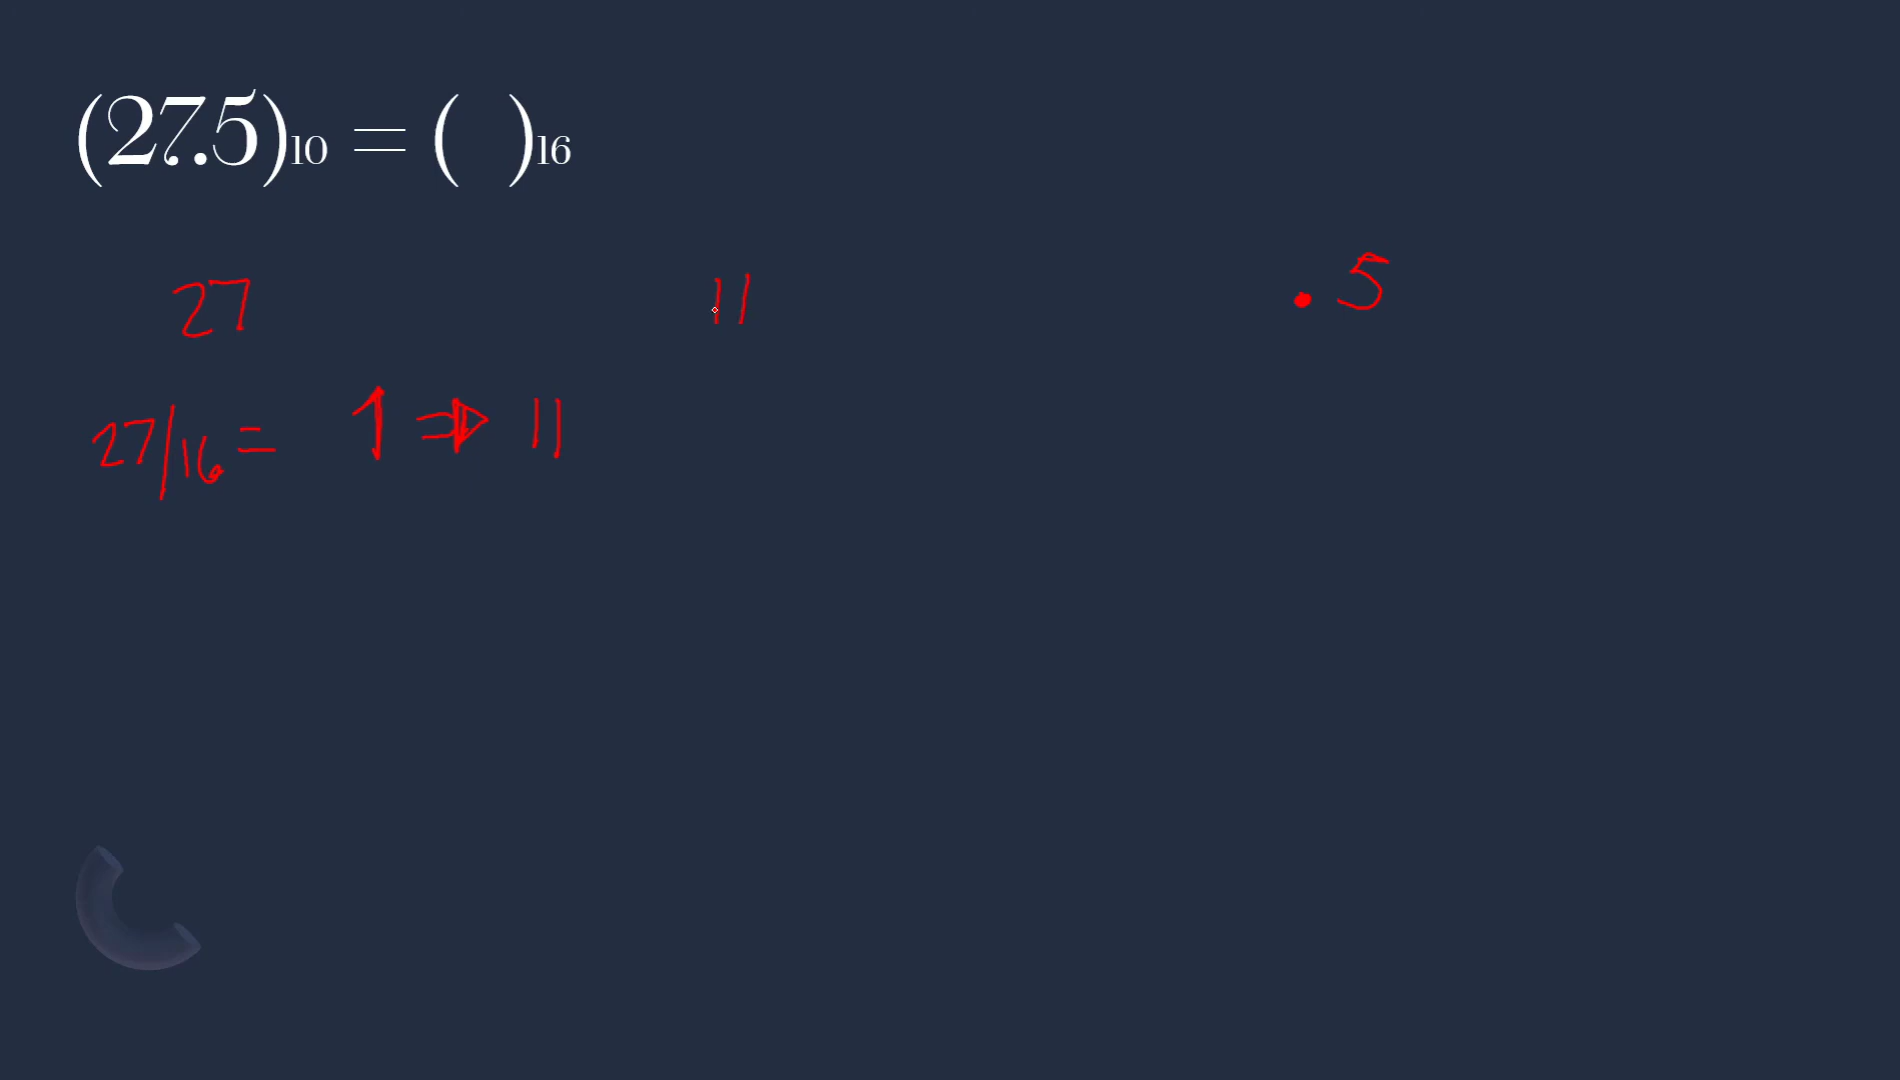 (27.5)₁₀ = ( )₁₆
27 11 . 5
27/16 = 1 ⇒ 11